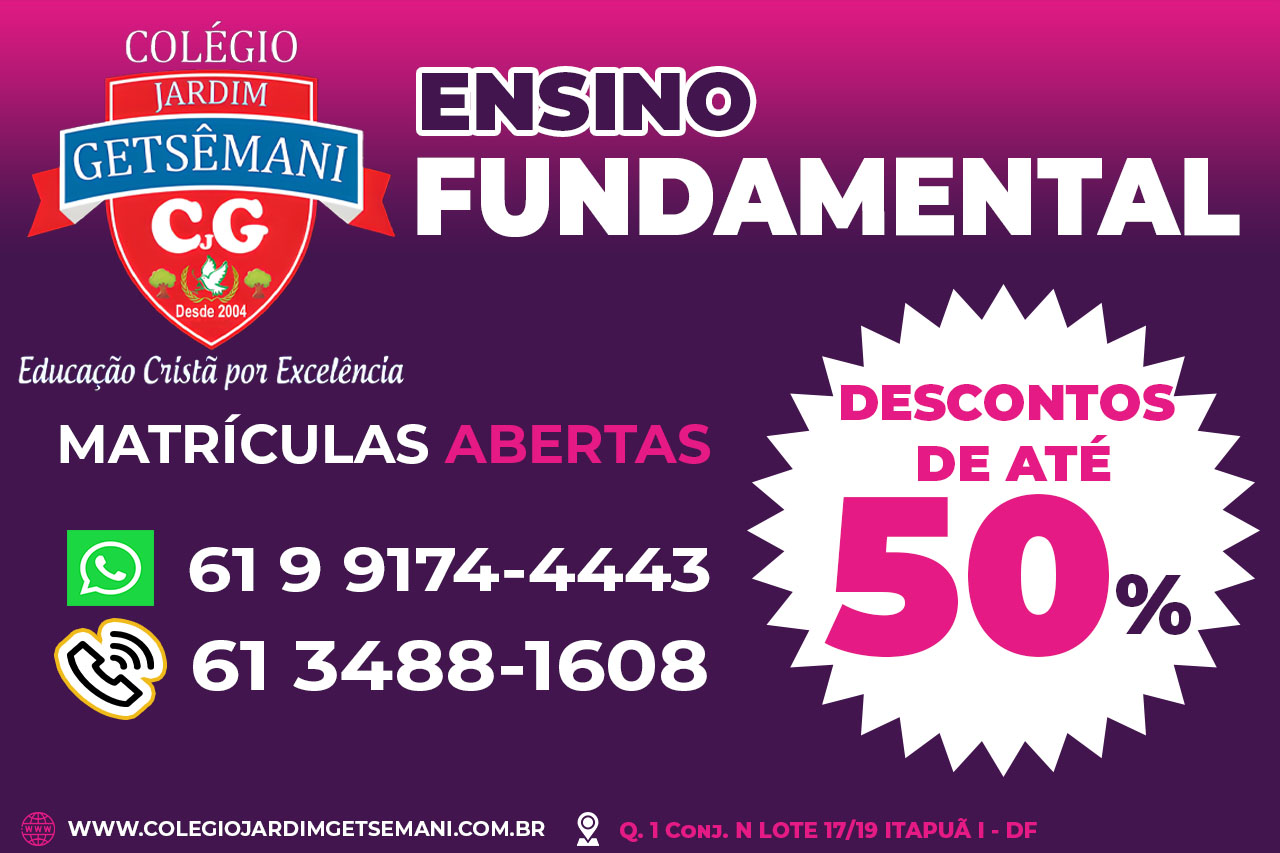 COLÉGIO
JARDIM
GETSÊMANI
CJG
Desde 2004
Educação Cristã por Excelência
ENSINO
FUNDAMENTAL
MATRÍCULAS ABERTAS
61 9 9174-4443
61 3488-1608
DESCONTOS
DE ATÉ
50%
WWW
WWW.COLEGIOJARDIMGETSEMANI.COM.BR
Q. 1 Conj. N LOTE 17/19 ITAPUÃ I - DF